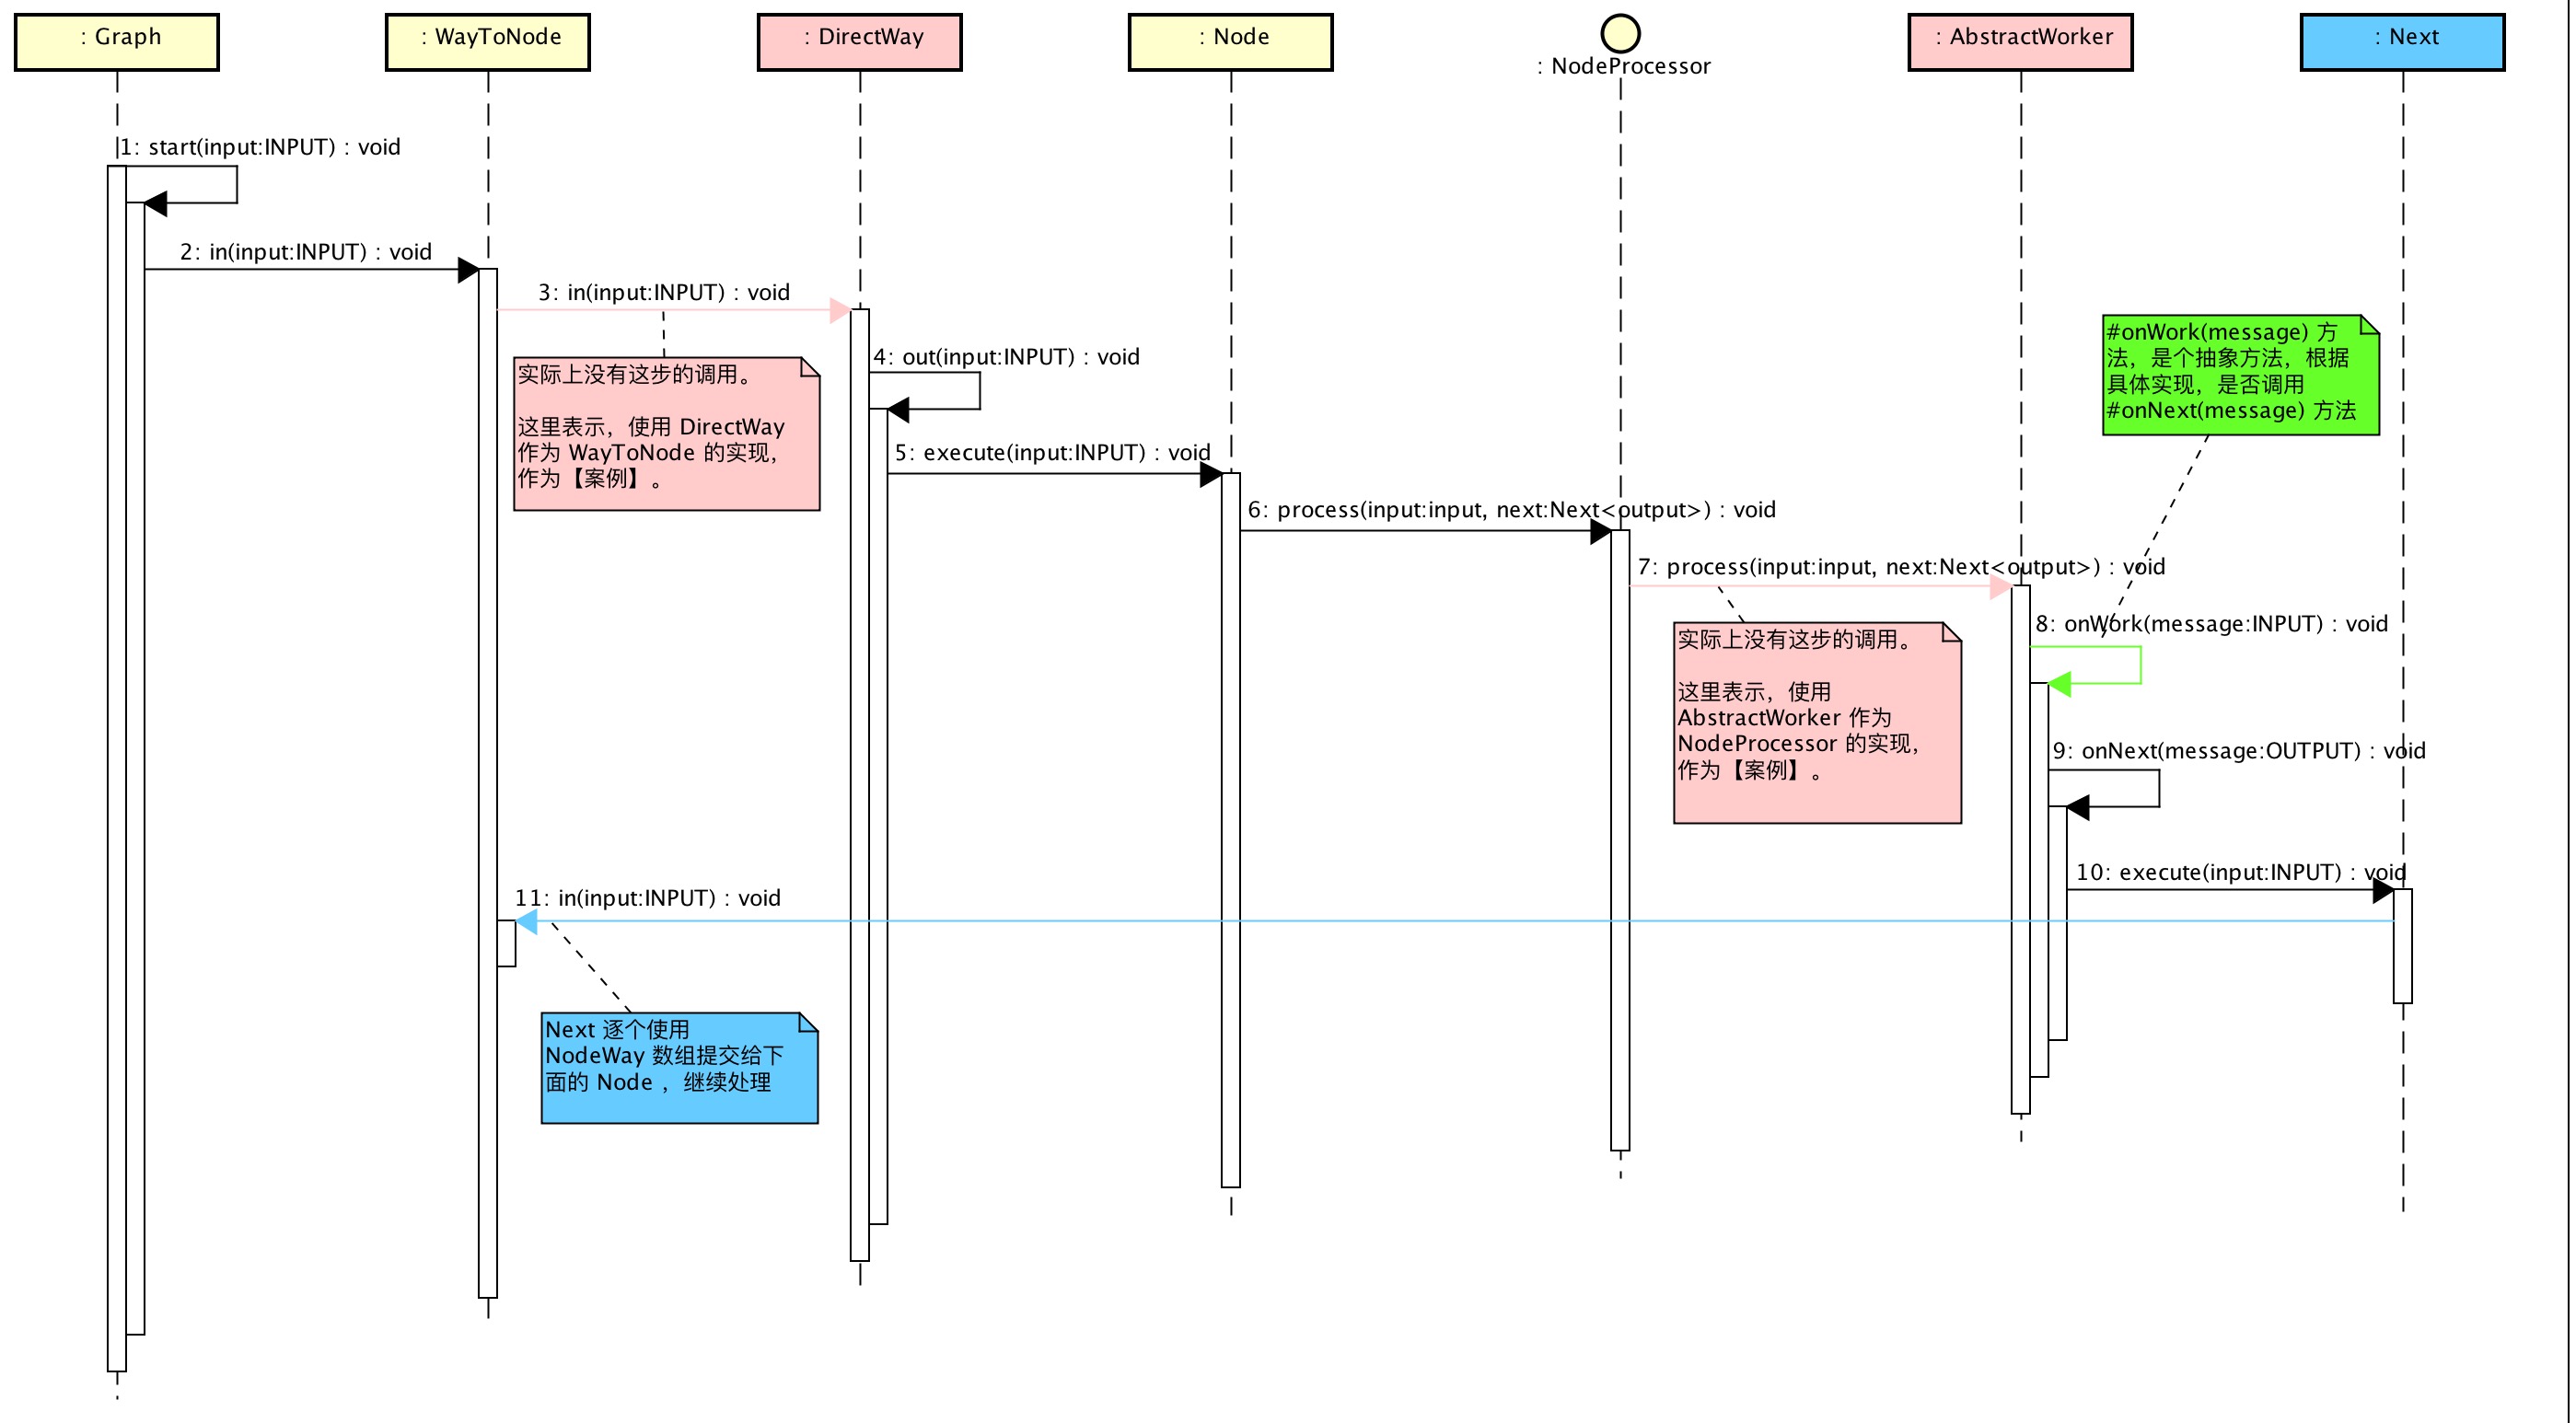 : Graph
: WayToNode
: DirectWay
: Node
: NodeProcessor
: AbstractWorker
: Next
1: start(input:INPUT) : void
2: in(input:INPUT) : void
3: in(input:INPUT) : void
实际上没有这步的调用。
这里表示，使用 DirectWay
作为 WayToNode 的实现，
作为【案例】。
4: out(input:INPUT) : void
5: execute(input:INPUT) : void
6: process(input:input, next:Next<output>) : void
7: process(input:input, next:Next<output>) : void
实际上没有这步的调用。
这里表示，使用
AbstractWorker 作为
NodeProcessor 的实现，
作为【案例】。
#onWork(message) 方
法，是个抽象方法，根据
具体实现，是否调用
#onNext(message) 方法
8: onWork(message:INPUT) : void
9: onNext(message:OUTPUT) : void
10: execute(input:INPUT) : void
11: in(input:INPUT) : void
Next 逐个使用
NodeWay 数组提交给下
面的 Node ，继续处理